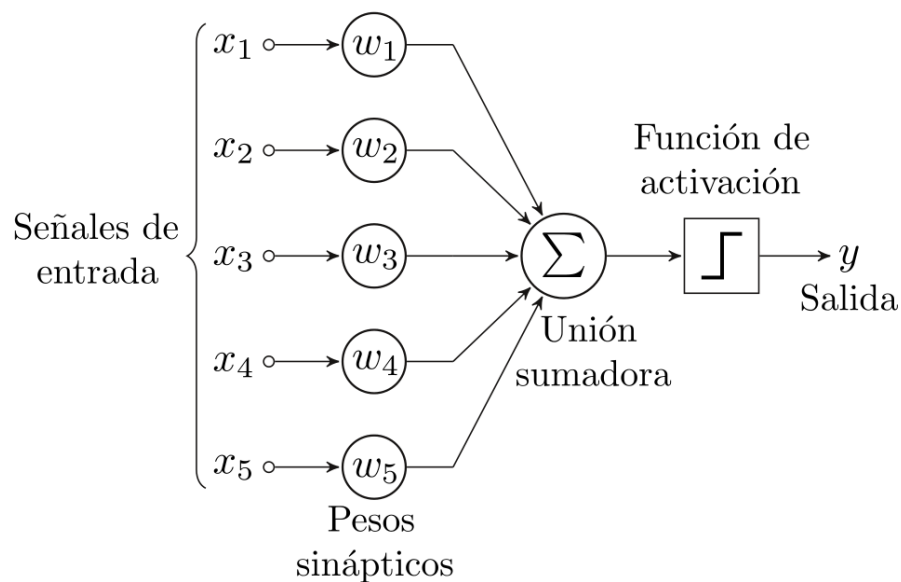 x₁
w₁
x₂
w₂
Señales de
entrada
x₃
w₃
x₄
w₄
x₅
w₅
Pesos
sinápticos
∑
Unión
sumadora
Función de
activación
y
Salida